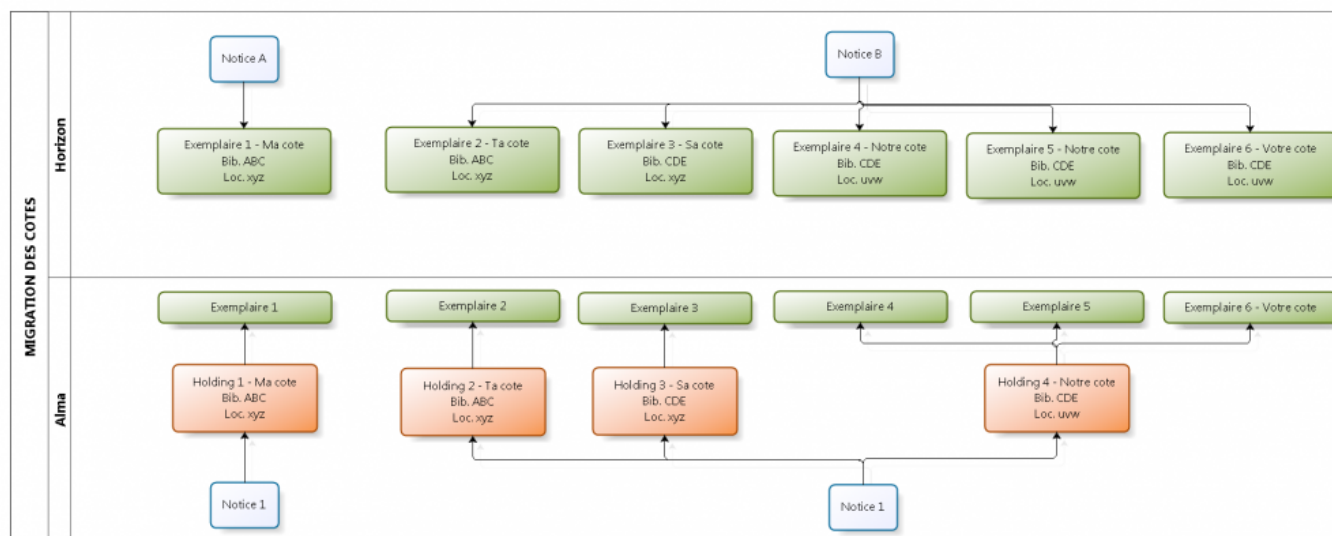 MIGRATION DES COTES
Horizon
Notice A
Notice B
Exemplaire 1 - Ma cote
Bib. ABC
Loc. xyz
Exemplaire 2 - Ta cote
Bib. ABC
Loc. xyz
Exemplaire 3 - Sa cote
Bib. CDE
Loc. xyz
Exemplaire 4 - Notre cote
Bib. CDE
Loc. uvw
Exemplaire 5 - Notre cote
Bib. CDE
Loc. uvw
Exemplaire 6 - Votre cote
Bib. CDE
Loc. uvw
Alma
Exemplaire 1
Exemplaire 2
Exemplaire 3
Exemplaire 4
Exemplaire 5
Exemplaire 6 - Votre cote
Holding 1 - Ma cote
Bib. ABC
Loc. xyz
Holding 2 - Ta cote
Bib. ABC
Loc. xyz
Holding 3 - Sa cote
Bib. CDE
Loc. xyz
Holding 4 - Notre cote
Bib. CDE
Loc. uvw
Notice 1
Notice 1